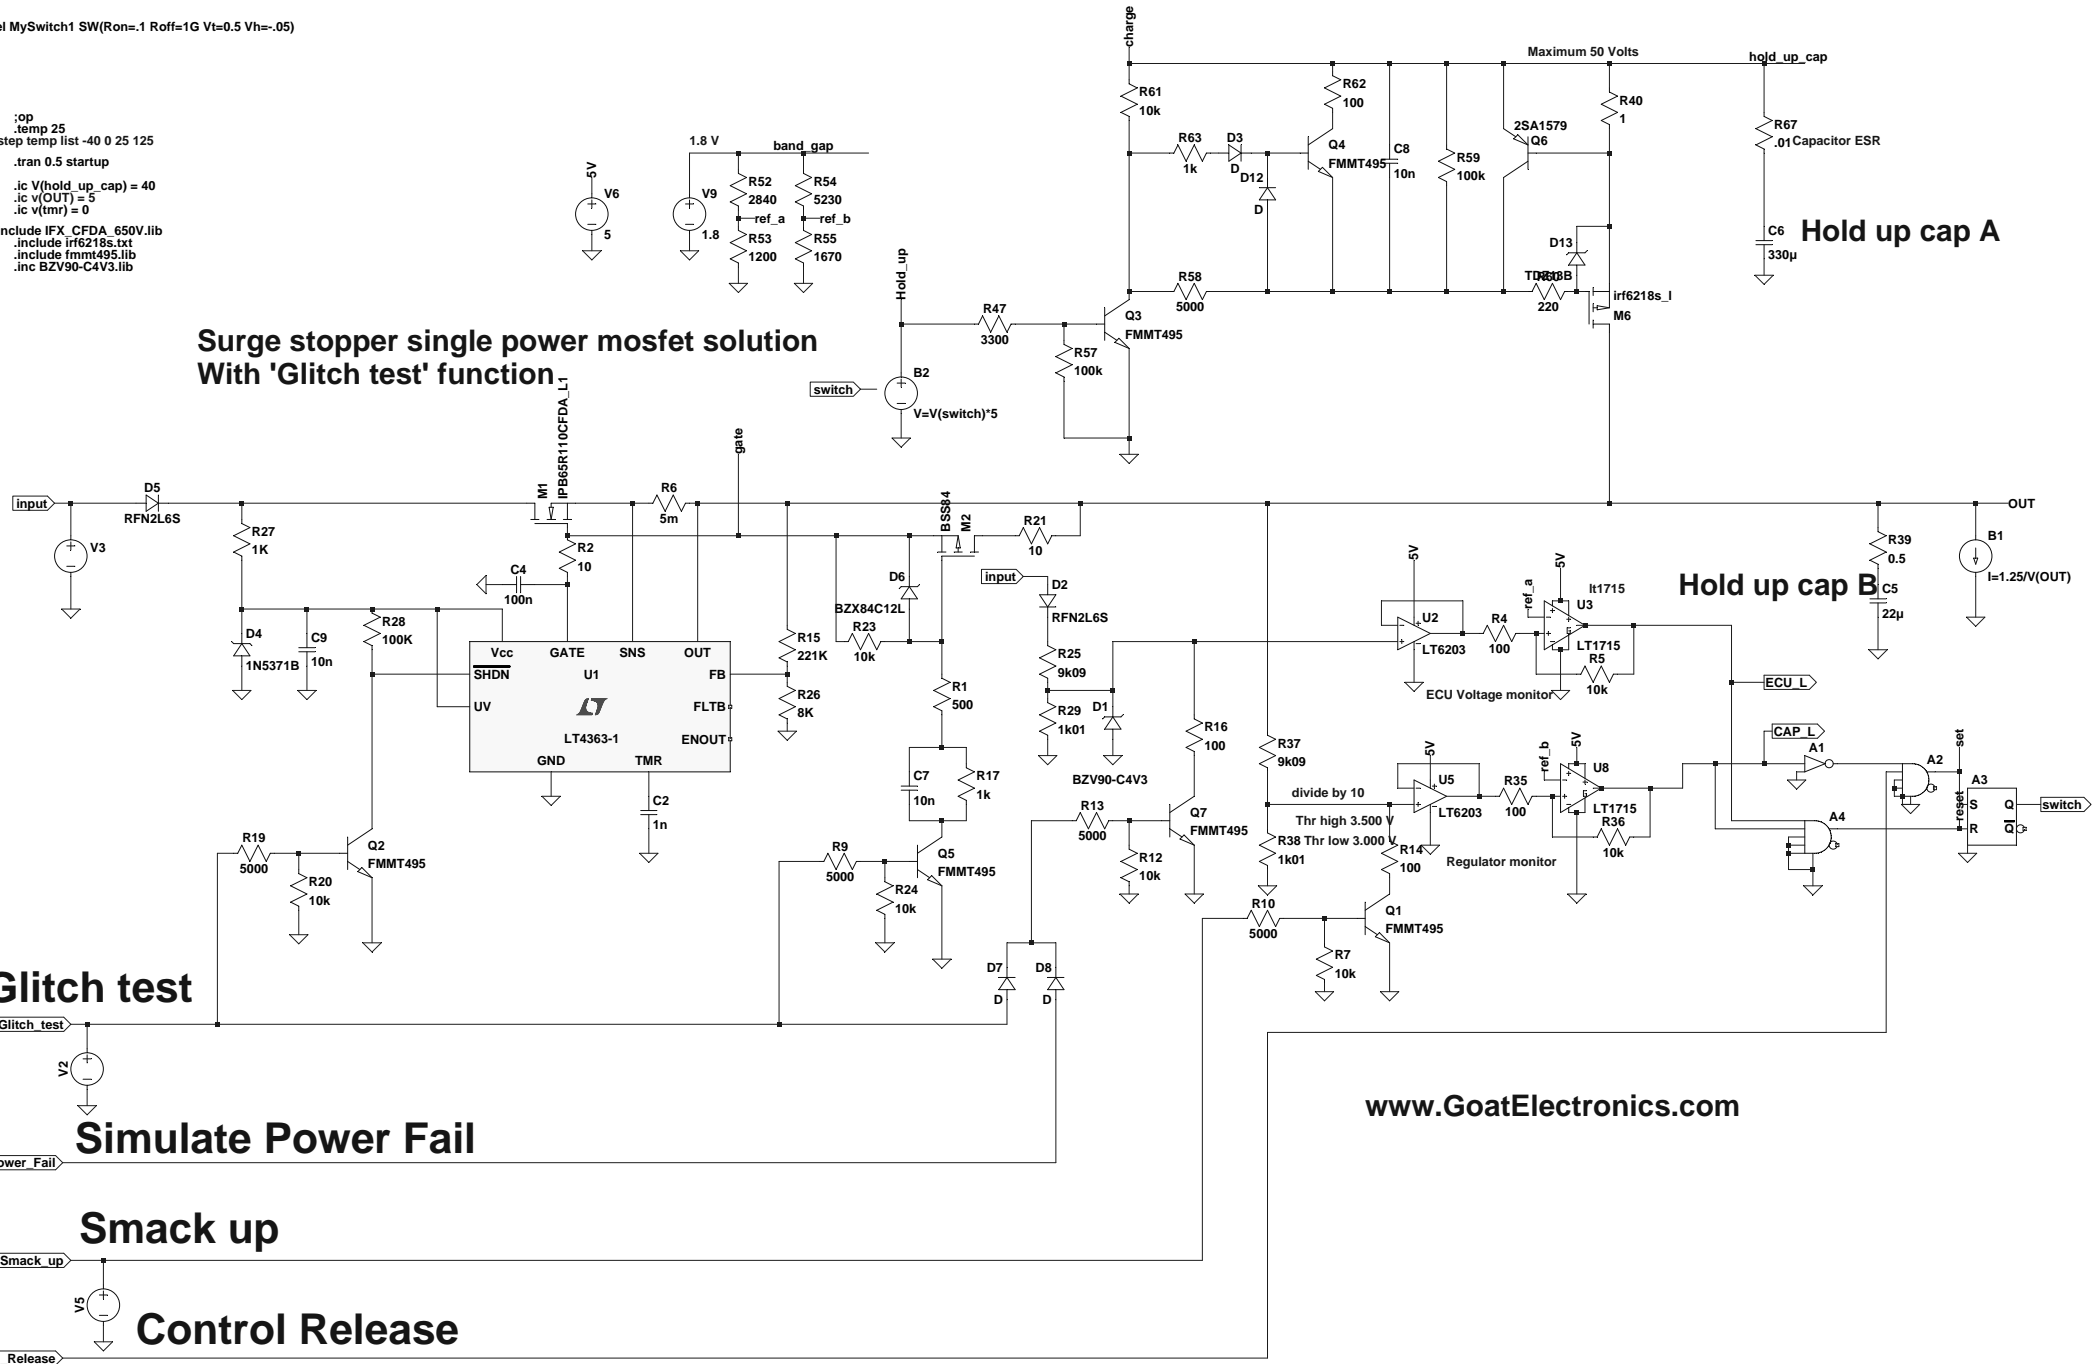 el MySwitch1 SW(Ron=.1 Roff=1G Vt=0.5 Vh=-.05)
;op
.temp 25
step temp list -40 0 25 125
.tran 0.5 startup
.ic V(hold_up_cap) = 40
.ic v(OUT) = 5
.ic v(tmr) = 0
nclude IFX_CFDA_650V.lib
.include irf6218s.txt
.include fmmt495.lib
.inc BZV90-C4V3.lib
5V
V6
5
1.8 V
band_gap
V9
1.8
R52
2840
ref_a
R53
1200
R54
5230
ref_b
R55
1670
charge
Maximum 50 Volts
hold_up_cap
R61
10k
R62
100
R63
1k
D3
D
D12
D
Q4
FMMT495
C8
10n
R59
100k
2SA1579
Q6
R40
1
R67
.01
Capacitor ESR
C6
330µ
Hold up cap A
D13
220
irf6218s_l
M6
R58
5000
Hold_up
R47
3300
R57
100k
Q3
FMMT495
switch
B2
V=V(switch)*5
Surge stopper single power mosfet solution
With 'Glitch test' function
input
V3
D5
RFN2L6S
R27
1K
D4
1N5371B
C9
10n
R28
100K
M1
IPB65R110CFDA_L1
R6
5m
R2
10
C4
100n
gate
Vcc
GATE
SNS
OUT
SHDN
U1
FB
UV
FLTB
LT4363-1
ENOUT
GND
TMR
C2
1n
R15
221K
R26
8K
BSS84
M2
R21
10
D6
BZX84C12L
R23
10k
R1
500
C7
10n
R17
1k
input
D2
RFN2L6S
R25
9k09
R29
1k01
D1
BZV90-C4V3
R16
100
5V
U2
LT6203
R4
100
ref_a
5V
lt1715
U3
LT1715
R5
10k
ECU Voltage monitor
Hold up cap B
R39
0.5
C5
22µ
OUT
B1
I=1.25/V(OUT)
ECU_L
CAP_L
R37
9k09
divide by 10
Thr high 3.500 V
Thr low 3.000 V
R38
1k01
5V
U5
LT6203
R35
100
ref_b
5V
U8
LT1715
R36
10k
R14
100
Regulator monitor
A1
A2
set
A3
reset
S
Q
R
Q
switch
A4
R19
5000
R20
10k
Q2
FMMT495
R9
5000
R24
10k
Q5
FMMT495
R13
5000
R12
10k
Q7
FMMT495
R10
5000
R7
10k
Q1
FMMT495
D7
D
D8
D
Glitch test
Glitch_test
V2
Simulate Power Fail
ower_Fail
www.GoatElectronics.com
Smack up
Smack_up
V5
Control Release
Release